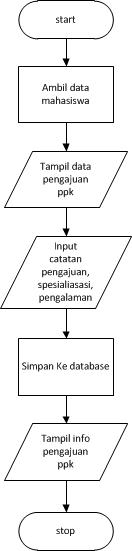 start
Ambil data
mahasiswa
Tampil data
pengajuan
ppk
Input
catatan
pengajuan,
spesialiasasi,
pengalaman
Simpan Ke database
Tampil info
pengajuan
ppk
stop